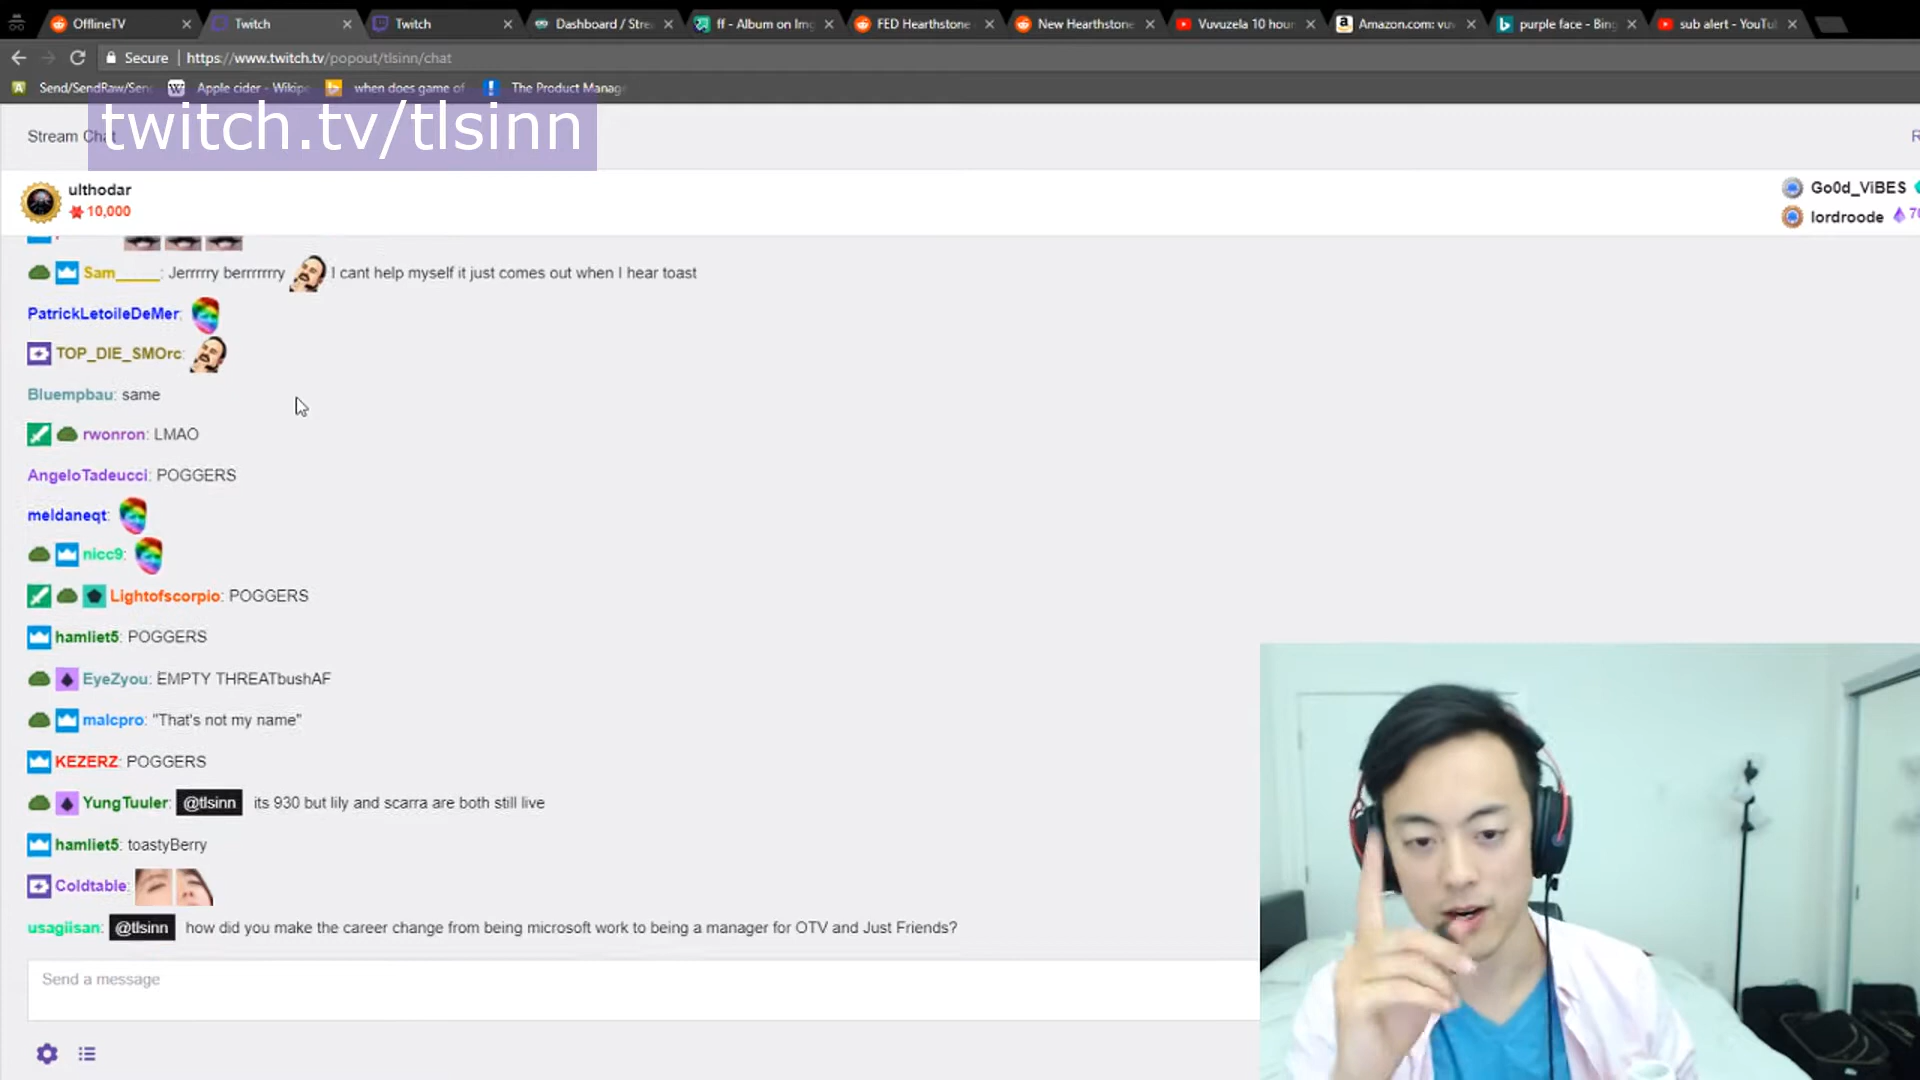 OfflineTV
Twitch
Twitch
Dashboard / Stre
ff - Album on Img
FED Hearthstone
New Hearthstone
Vuvuzela 10 hour
Amazon.com: vuv
purple face - Bing
sub alert - YouTu
Secure | https://www.twitch.tv/popout/tlsinn/chat
Send/SendRaw/Sen
Apple cider - Wikip
when does game of
The Product Manag
twitch.tv/tlsinn
Stream Chat
ulthodar
10,000
Go0d_ViBES
lordroode
Sam_____: Jerrrrry berrrrrrry I cant help myself it just comes out when I hear toast
PatrickLetoileDeMer:
TOP_DIE_SMOrc:
Bluempbau: same
rwonron: LMAO
AngeloTadeucci: POGGERS
meldaneqt:
nicc9:
Lightofscorpio: POGGERS
hamliet5: POGGERS
EyeZyou: EMPTY THREATbushAF
malcpro: "That's not my name"
KEZERZ: POGGERS
YungTuuler: @tlsinn its 930 but lily and scarra are both still live
hamliet5: toastyBerry
Coldtable:
usagiisan: @tlsinn how did you make the career change from being microsoft work to being a manager for OTV and Just Friends?
Send a message